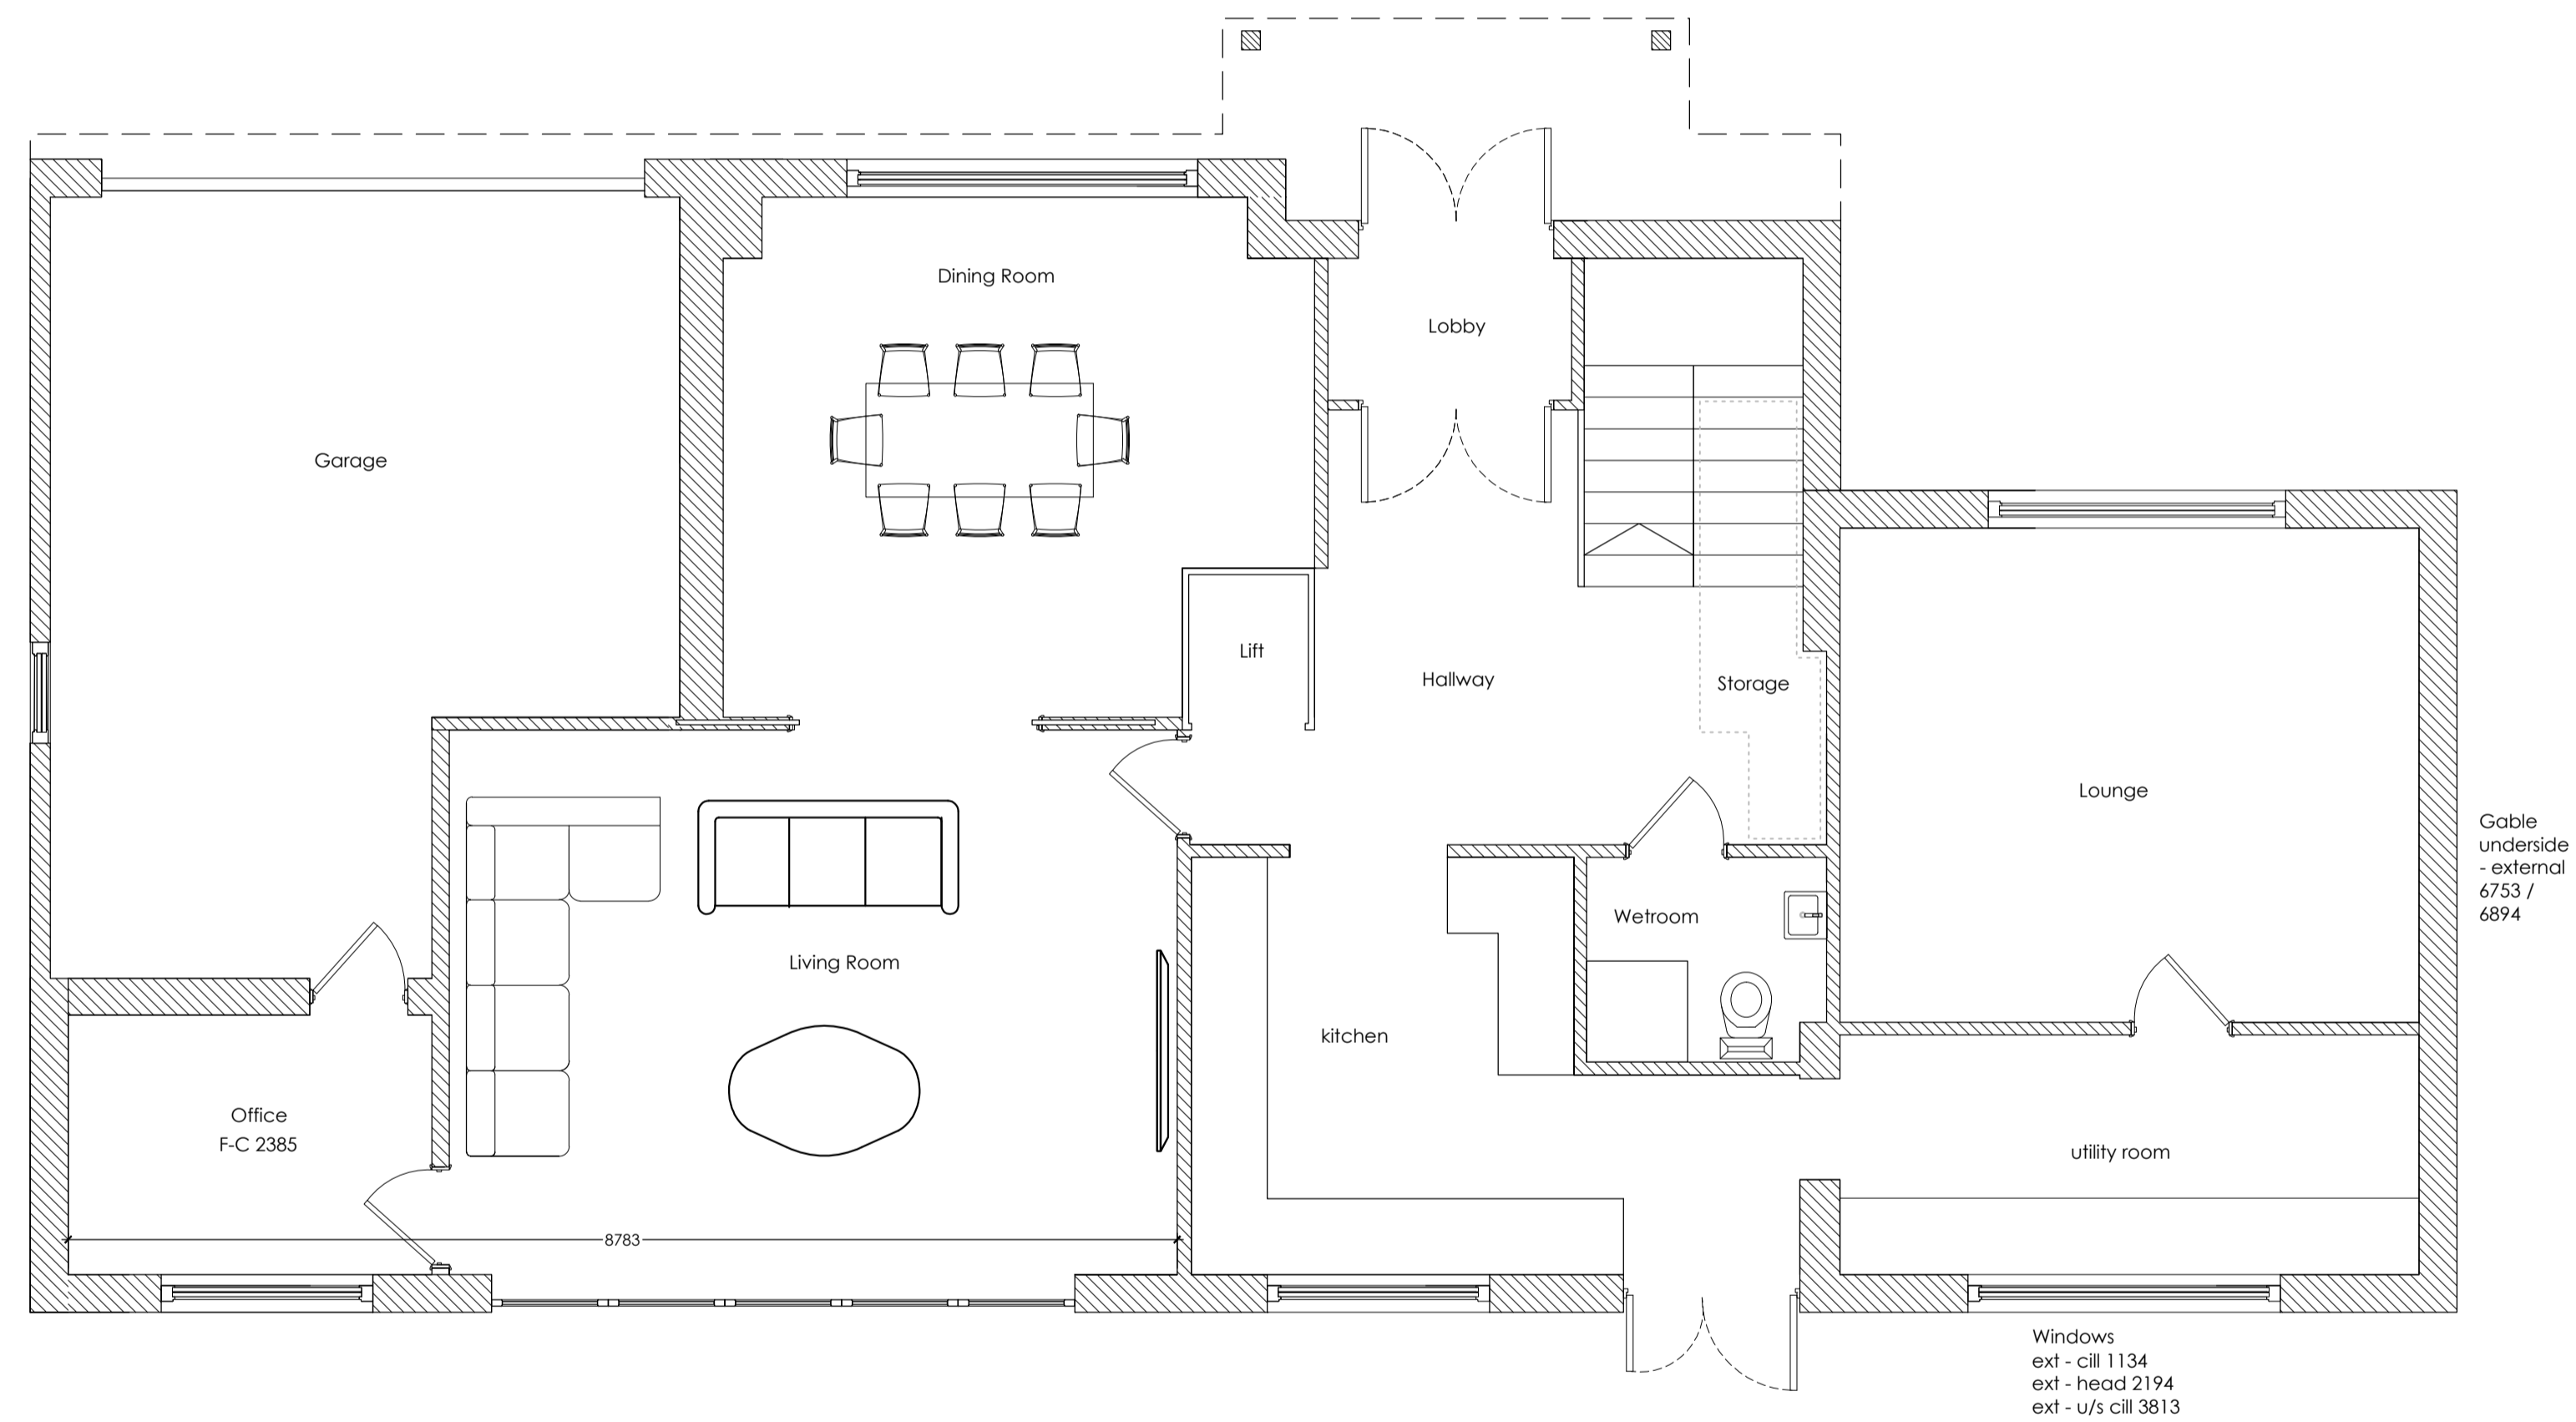 Dining Room
Lobby
Garage
Lift
Hallway
Storage
Lounge
Gable
underside
- external
6753 /
6894
Wetroom
Living Room
kitchen
Office
F-C 2385
utility room
8783
Windows
ext - cill 1134
ext - head 2194
ext - u/s cill 3813